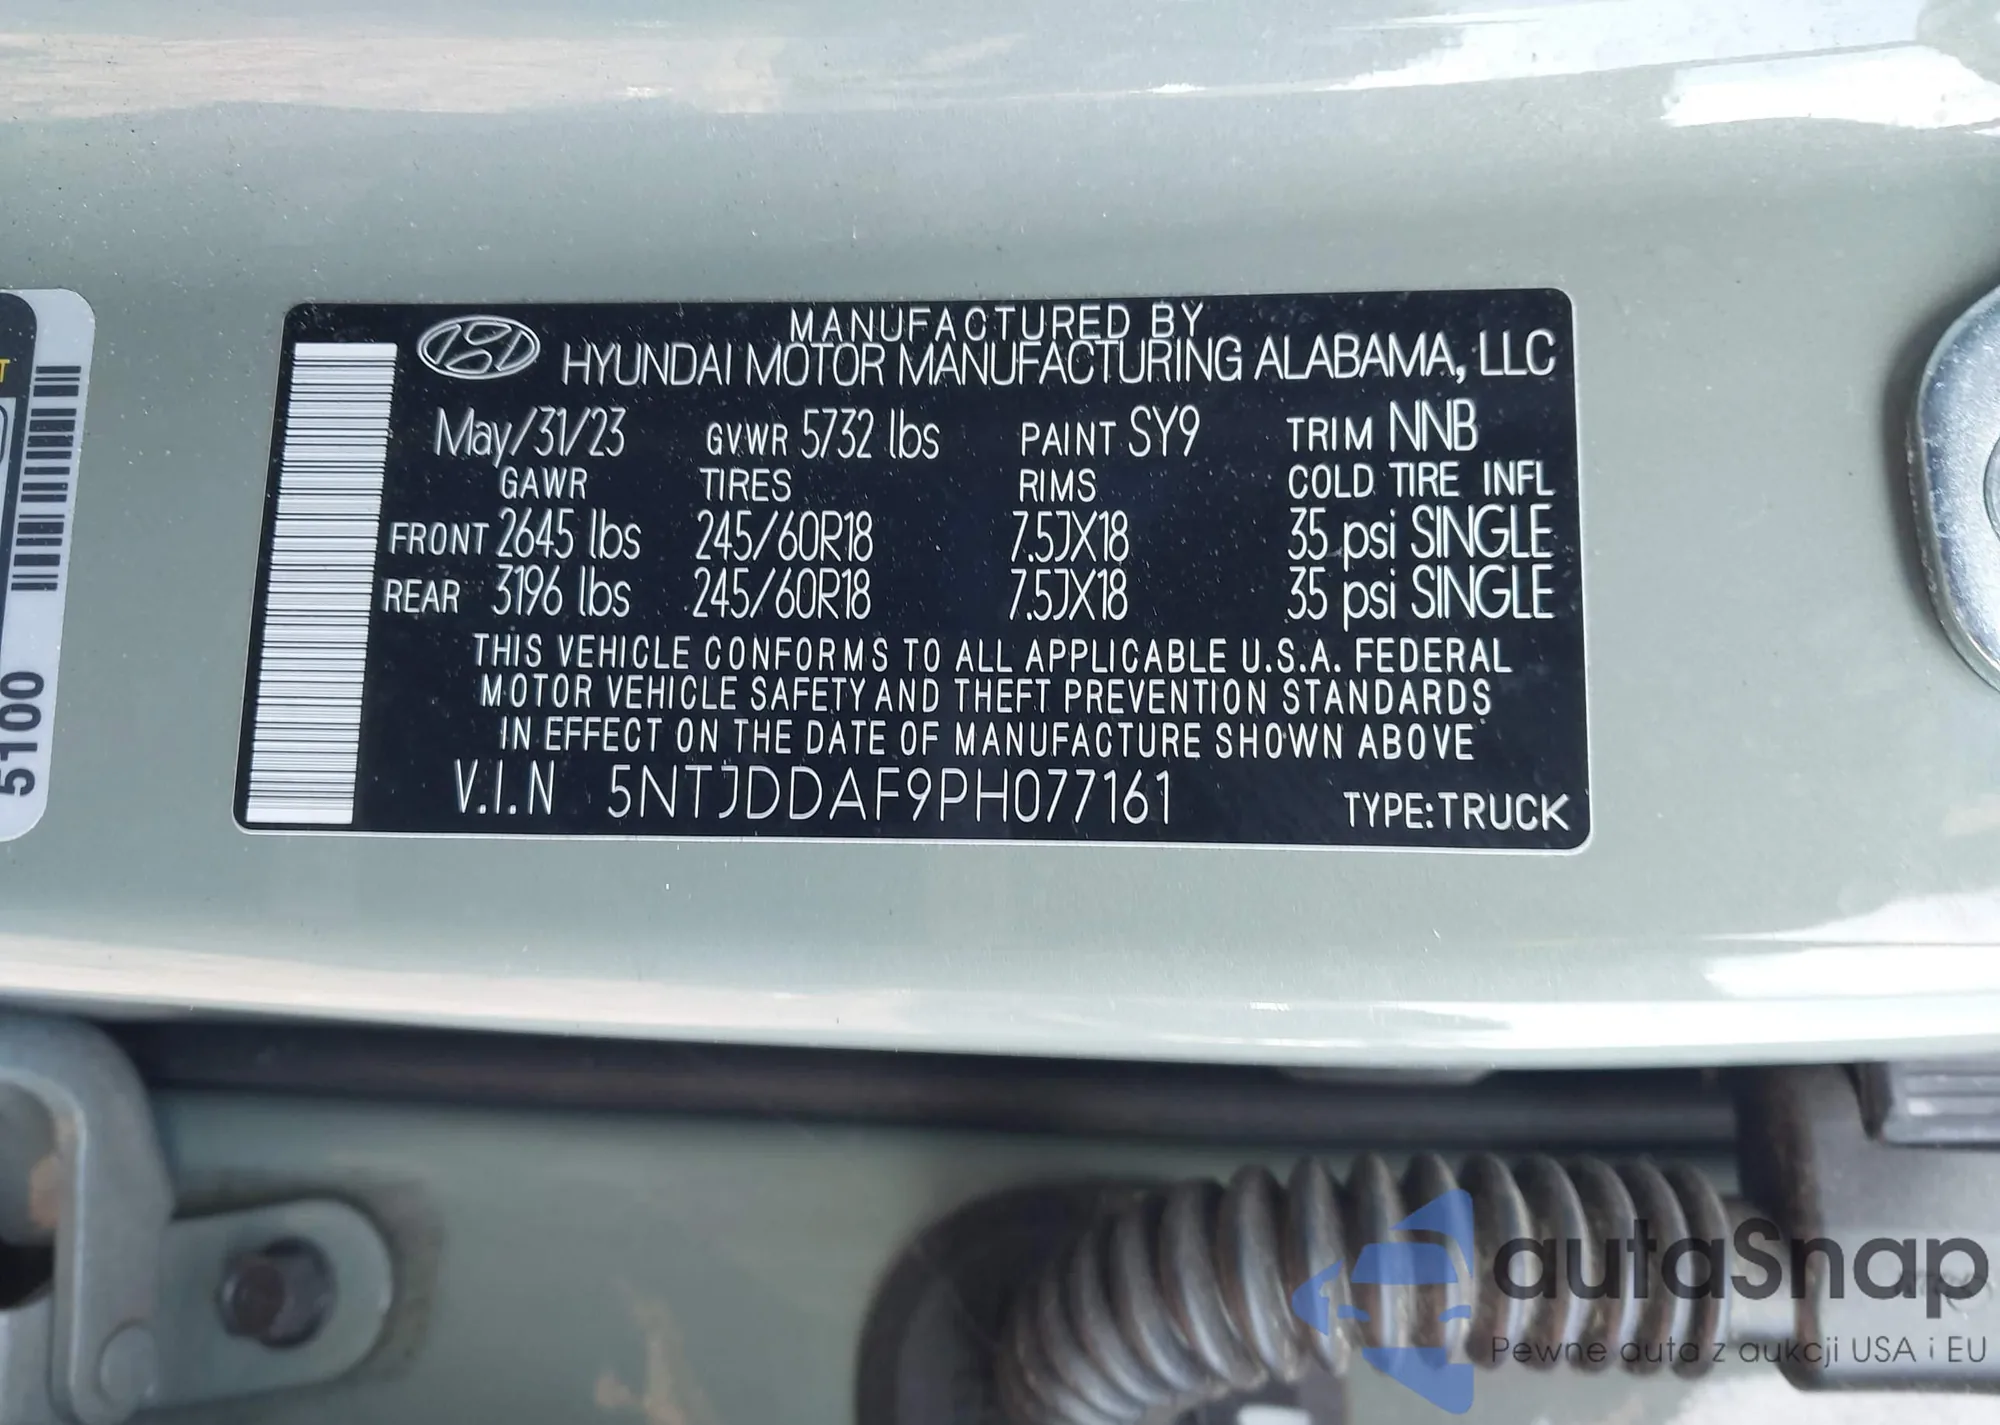 MANUFACTURED BY
HYUNDAI MOTOR MANUFACTURING ALABAMA, LLC
May/31/23 GVWR 5732 lbs PAINT SY9 TRIM NNB
GAWR TIRES RIMS COLD TIRE INFL
FRONT 2645 lbs 245/60R18 7.5JX18 35 psi SINGLE
REAR 3196 lbs 245/60R18 7.5JX18 35 psi SINGLE
THIS VEHICLE CONFORMS TO ALL APPLICABLE U.S.A. FEDERAL
MOTOR VEHICLE SAFETY AND THEFT PREVENTION STANDARDS
IN EFFECT ON THE DATE OF MANUFACTURE SHOWN ABOVE
V.I.N 5NTJDDAF9PH077161 TYPE:TRUCK
T
5100
autaSnap
Pewne auta z aukcji USA i EU